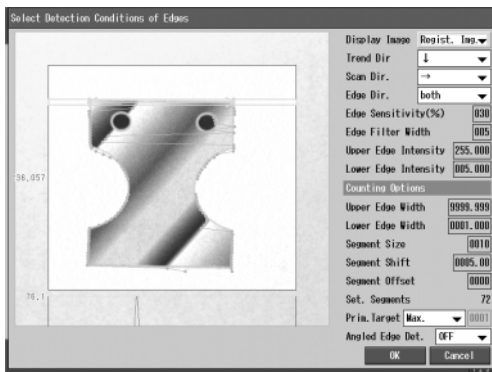 Select Detection Conditions of Edges
Display Image Regist. Img.
Trend Dir ↓
Scan Dir. →
Edge Dir. both
Edge Sensitivity(%) 030
Edge Filter Width 005
Upper Edge Intensity 255.000
Lower Edge Intensity 005.000
Counting Options
Upper Edge Width 9999.999
Lower Edge Width 0001.000
Segment Size 0010
Segment Shift 0005.00
Segment Offset 0000
Set. Segments 72
Prim.Target Max. 0001
Angled Edge Det. OFF
OK Cancel
76.1